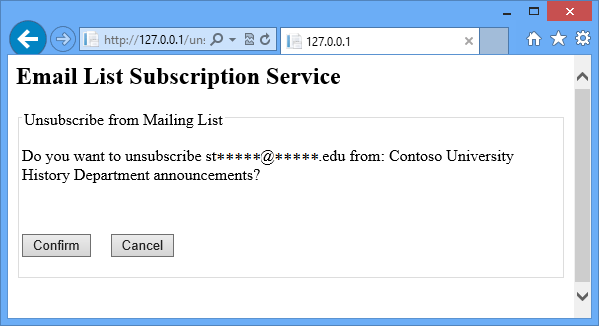 http://127.0.0.1/uns
127.0.0.1
Email List Subscription Service
Unsubscribe from Mailing List
Do you want to unsubscribe st*****@*****.edu from: Contoso University
History Department announcements?
Confirm
Cancel